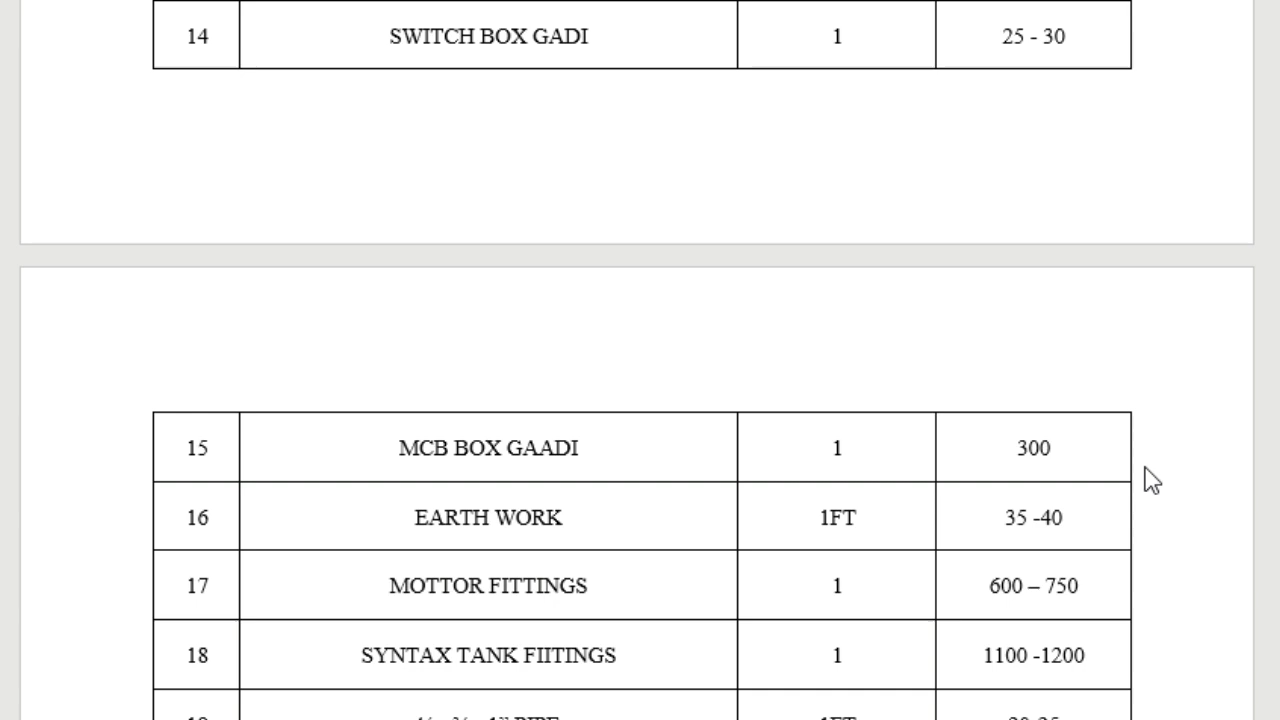 14 SWITCH BOX GADI 1 25 - 30
15 MCB BOX GAADI 1 300
16 EARTH WORK 1FT 35 -40
17 MOTTOR FITTINGS 1 600 – 750
18 SYNTAX TANK FIITINGS 1 1100 -1200